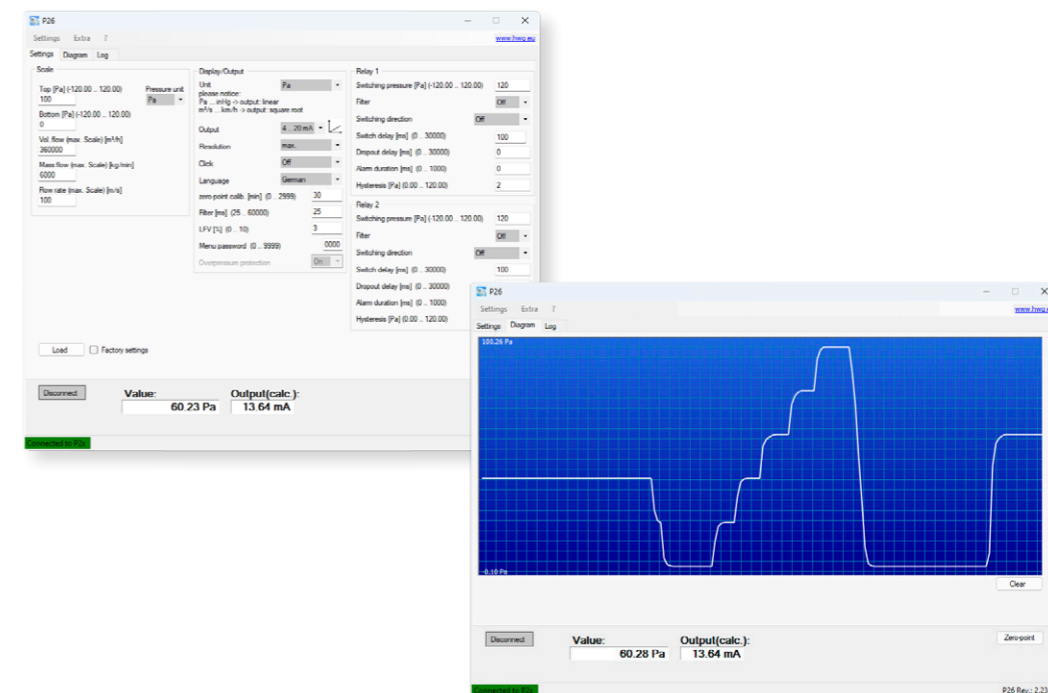 P26
Settings Extra ?
www.hwg.eu
Settings Diagram Log
Scale
Top [Pa] (-120.00 .. 120.00) Pressure unit
100 Pa
Bottom [Pa] (-120.00 .. 120.00)
0
Vol. flow (max. Scale) [m³/h]
360000
Mass flow (max. Scale) [kg/min]
6000
Flow rate (max. Scale) [m/s]
100
Display/Output
Unit Pa
please notice:
Pa ... inHg -> output: linear
m³/s ... km/h -> output: square root
Output 4 .. 20 mA
Resolution max.
Click Off
Language German
zero-point calib. [min] (0 .. 2999) 30
Filter [ms] (25 .. 60000) 25
LFV [%] (0 .. 10) 3
Menu password (0 .. 9999) 0000
Overpressure protection On
Relay 1
Switching pressure [Pa] (-120.00 .. 120.00) 120
Filter Off
Switching direction Off
Switch delay [ms] (0 .. 30000) 100
Dropout delay [ms] (0 .. 30000) 0
Alarm duration [ms] (0 .. 1000) 0
Hysteresis [Pa] (0.00 .. 120.00) 2
Relay 2
Switching pressure [Pa] (-120.00 .. 120.00) 120
Filter Off
Switching direction Off
Switch delay [ms] (0 .. 30000) 100
Dropout delay [ms] (0 .. 30000)
Alarm duration [ms] (0 .. 1000)
Hysteresis [Pa] (0.00 .. 120.00)
Load Factory settings
Disconnect Value: Output(calc.):
60.23 Pa 13.64 mA
Connected to P2x
P26
Settings Extra ?
www.hwg.e
Settings Diagram Log
100.26 Pa
-0.10 Pa
Clear
Disconnect Value: Output(calc.): Zero-point
60.28 Pa 13.64 mA
Connected to P2x P26 Rev.: 2.23